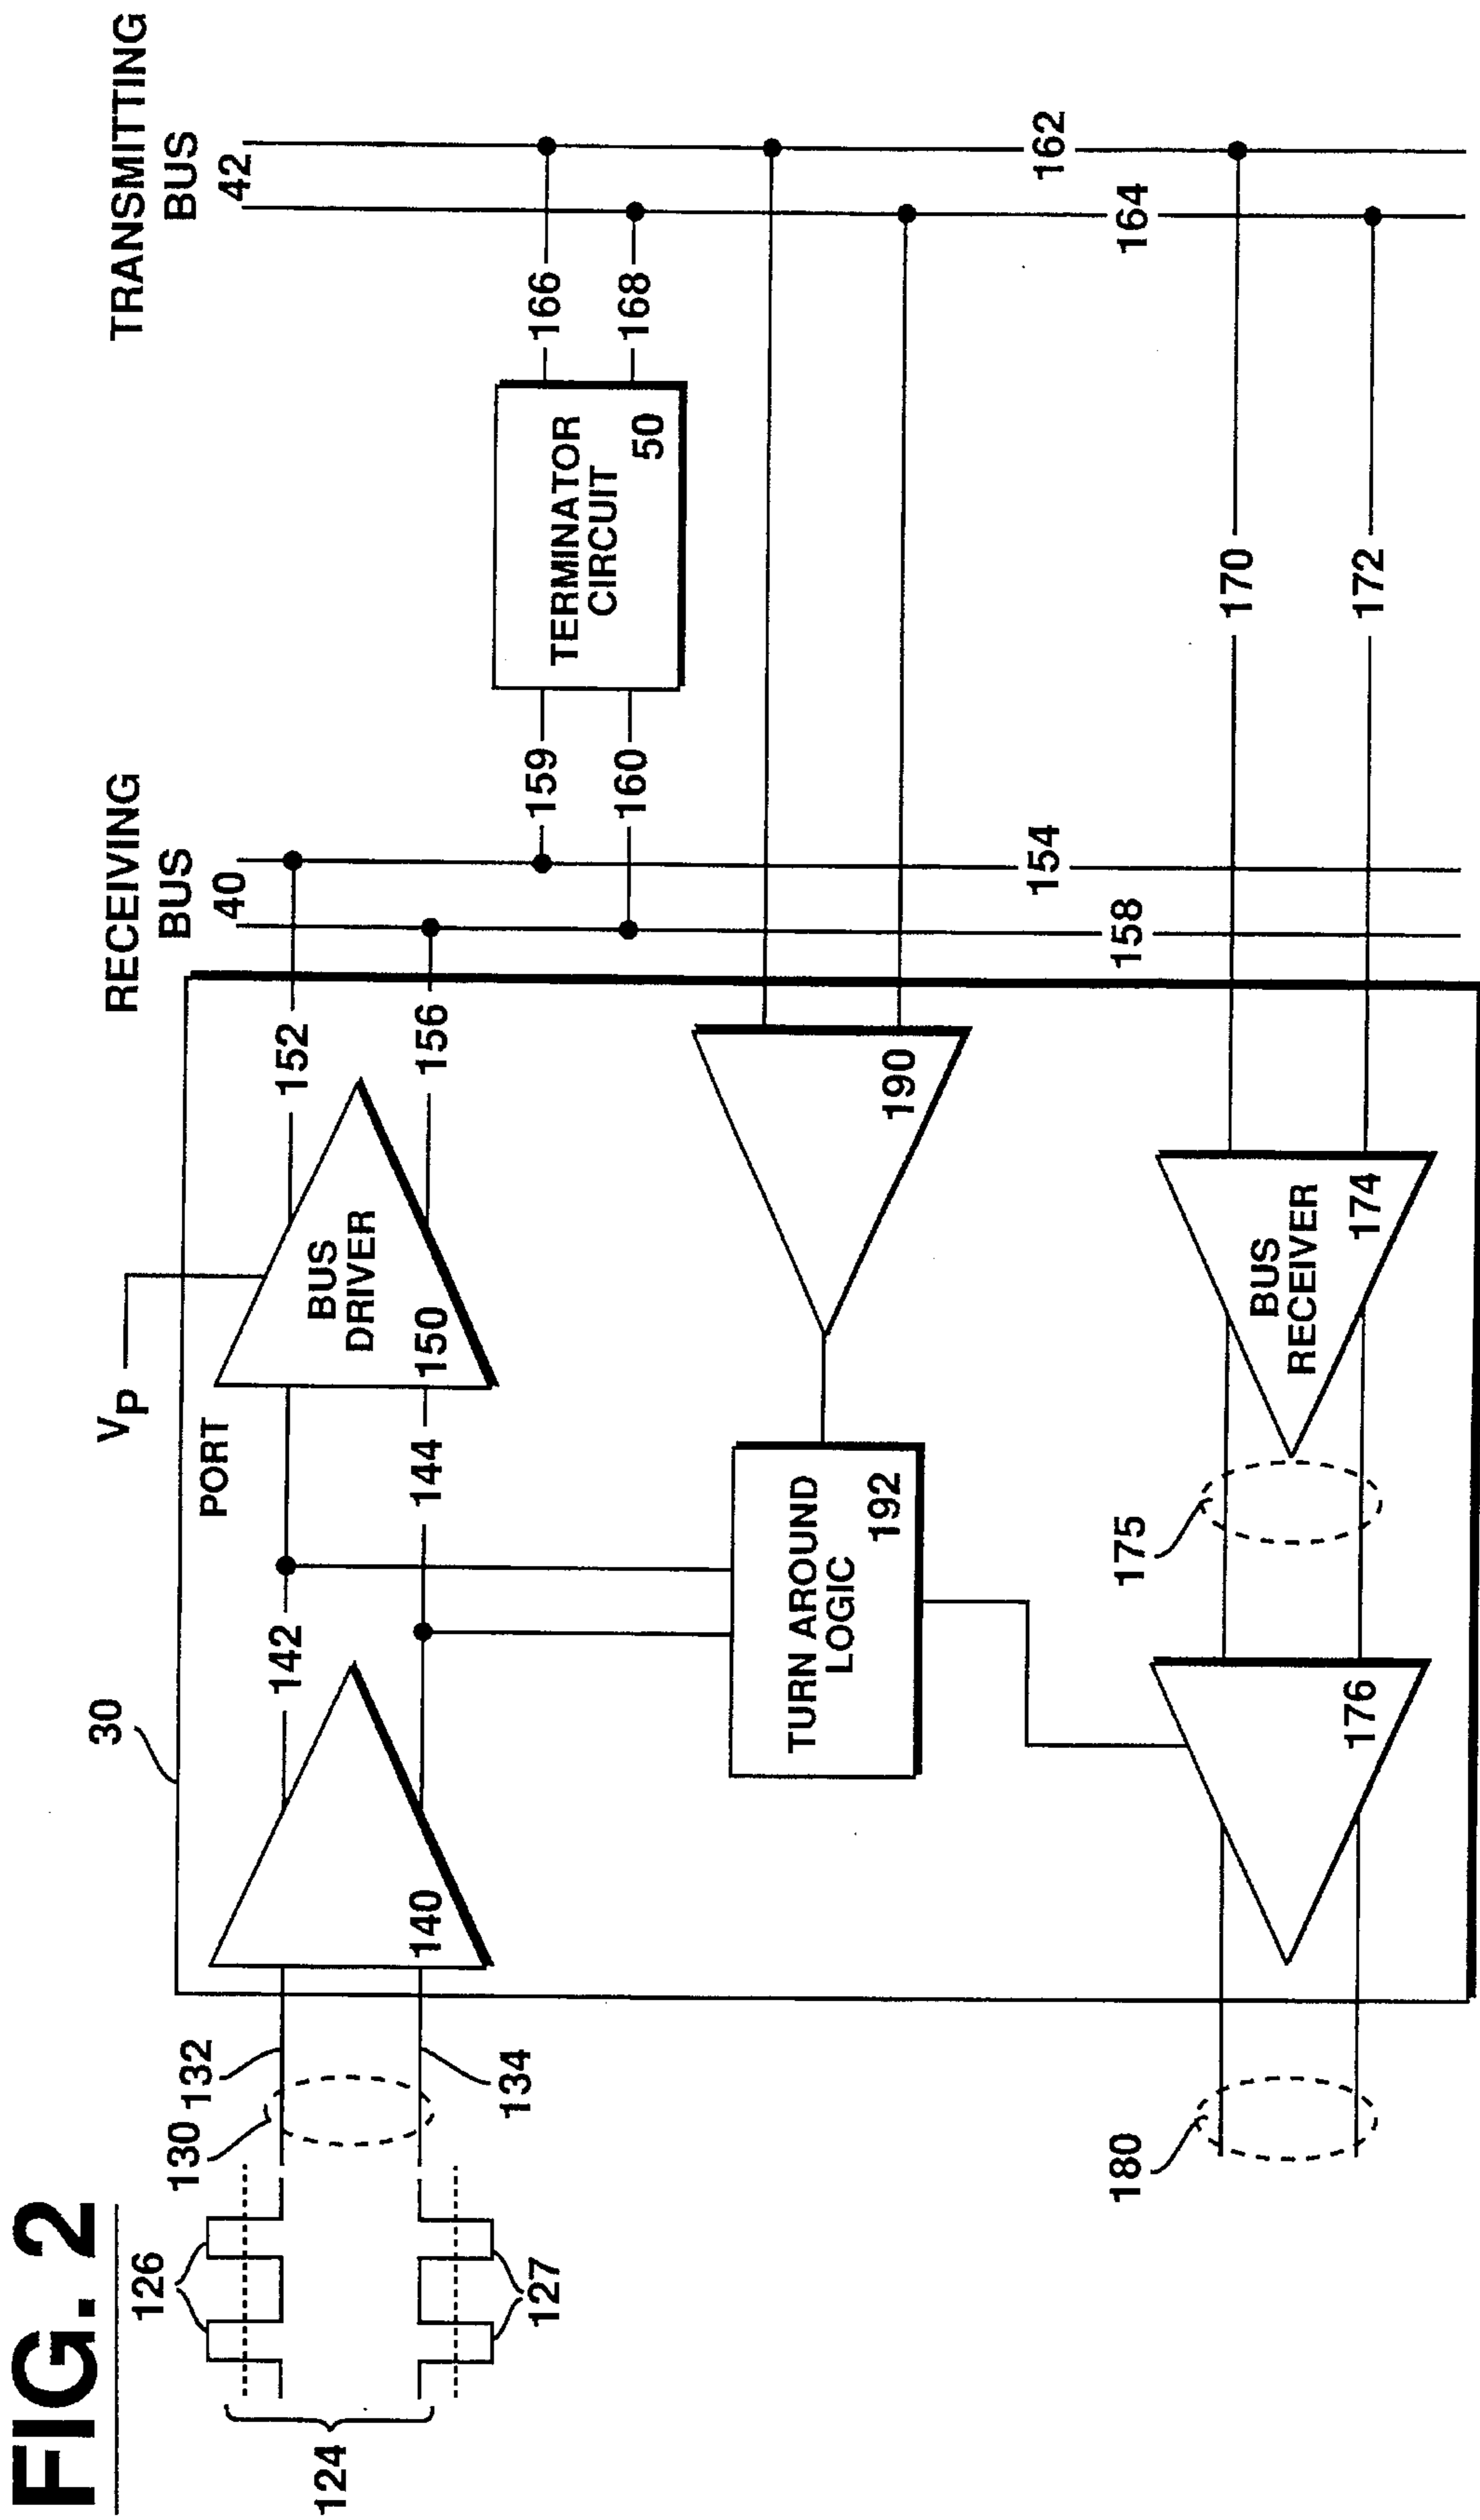 FIG. 2
TRANSMITTING
BUS
42
RECEIVING
BUS
40
VP
PORT
30
124
126
127
130
132
134
140
142
144
BUS
DRIVER
150
152
156
159
160
TERMINATOR
CIRCUIT
50
166
168
190
TURN AROUND
LOGIC
192
154
158
162
164
170
172
BUS
RECEIVER
174
175
176
180